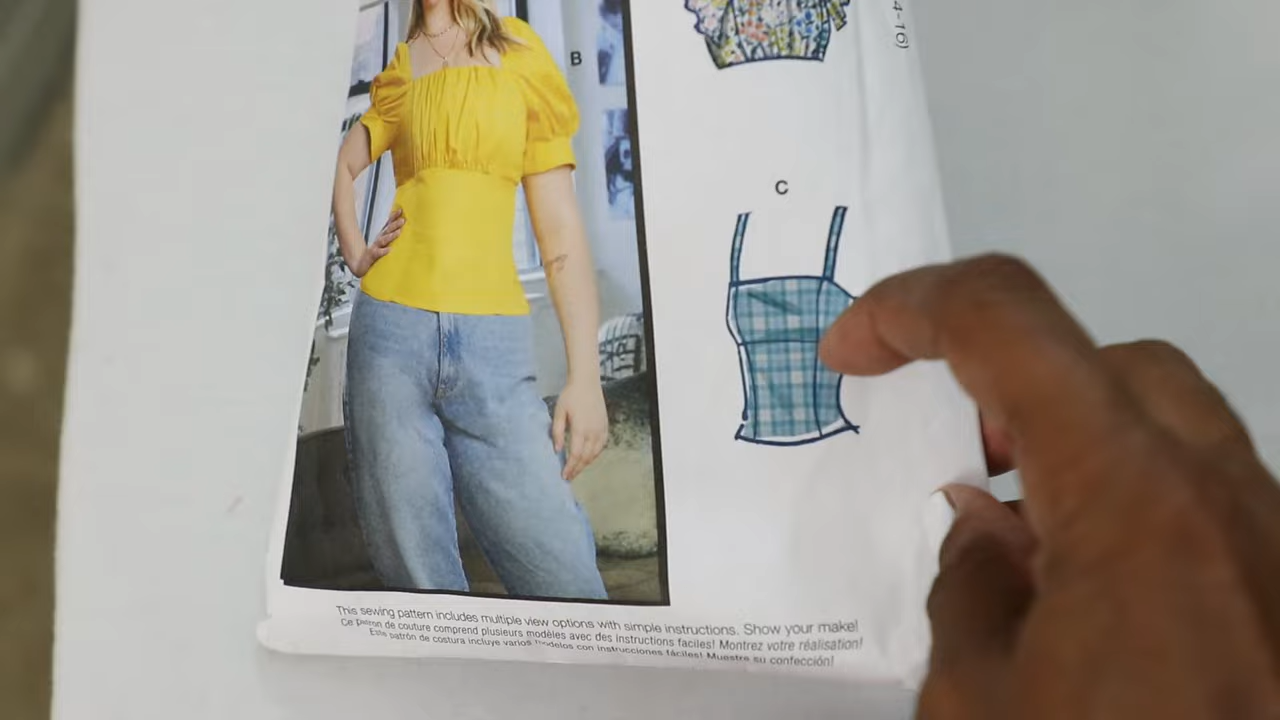 4-16)
B
C
This sewing pattern includes multiple view options with simple instructions. Show your make!
Ce patron de couture comprend plusieurs modèles avec des instructions faciles! Montrez votre réalisation!
Este patrón de costura incluye varios modelos con instrucciones fáciles! Muestre su confección!